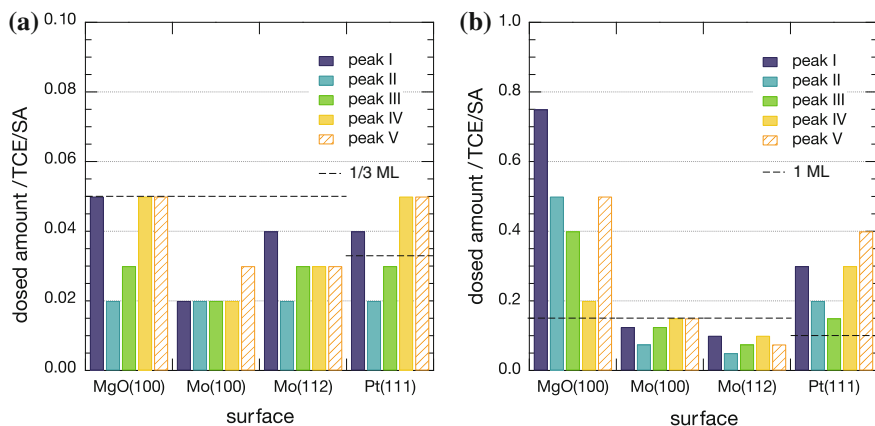 (a)
0.10
0.08
0.06
0.04
0.02
0.00
dosed amount / TCE/SA
peak I
peak II
peak III
peak IV
peak V
1/3 ML
MgO(100) Mo(100) Mo(112) Pt(111)
surface
(b)
1.0
0.8
0.6
0.4
0.2
0.0
dosed amount / TCE/SA
peak I
peak II
peak III
peak IV
peak V
1 ML
MgO(100) Mo(100) Mo(112) Pt(111)
surface